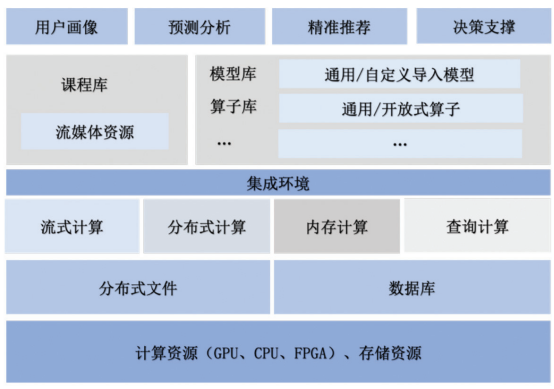 用户画像 预测分析 精准推荐 决策支撑
课程库
流媒体资源
模型库 通用/自定义导入模型
算子库 通用/开放式算子
... ...
集成环境
流式计算 分布式计算 内存计算 查询计算
分布式文件 数据库
计算资源（GPU、CPU、FPGA）、存储资源